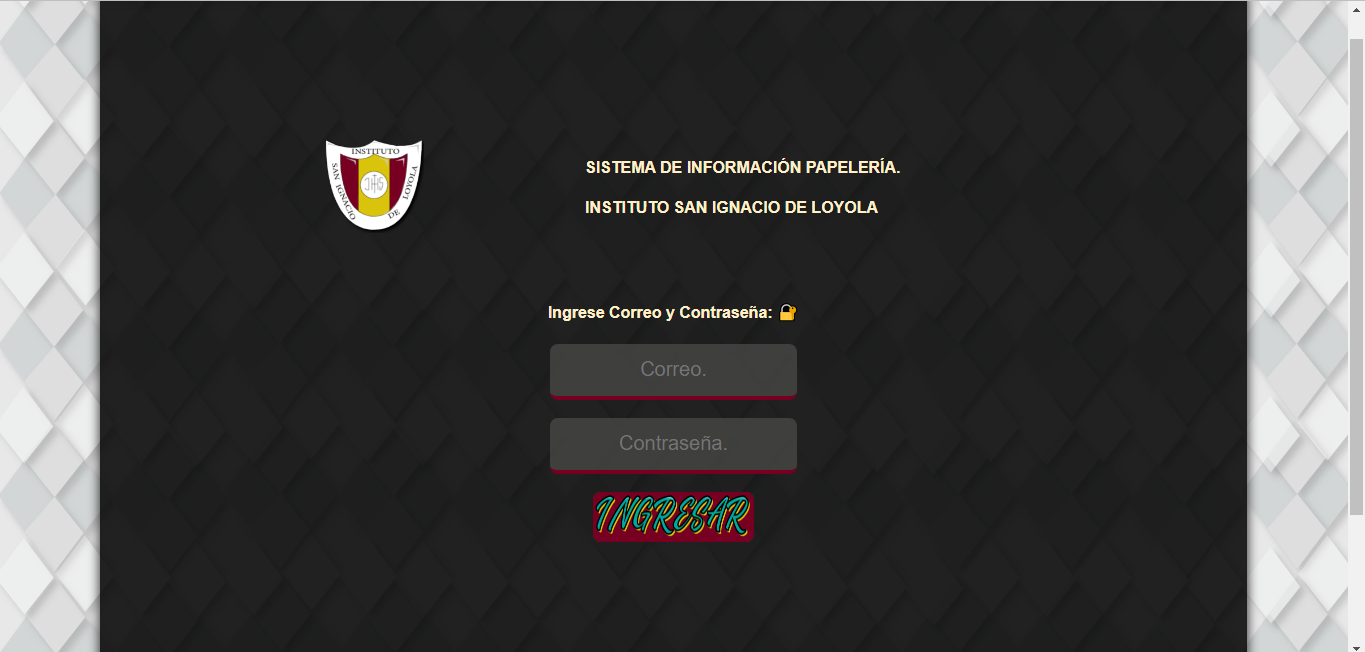 INSTITUTO
SAN IGNACIO
DE LOYOLA
JHS
SISTEMA DE INFORMACIÓN PAPELERÍA.
INSTITUTO SAN IGNACIO DE LOYOLA
Ingrese Correo y Contraseña:
Correo.
Contraseña.
INGRESAR